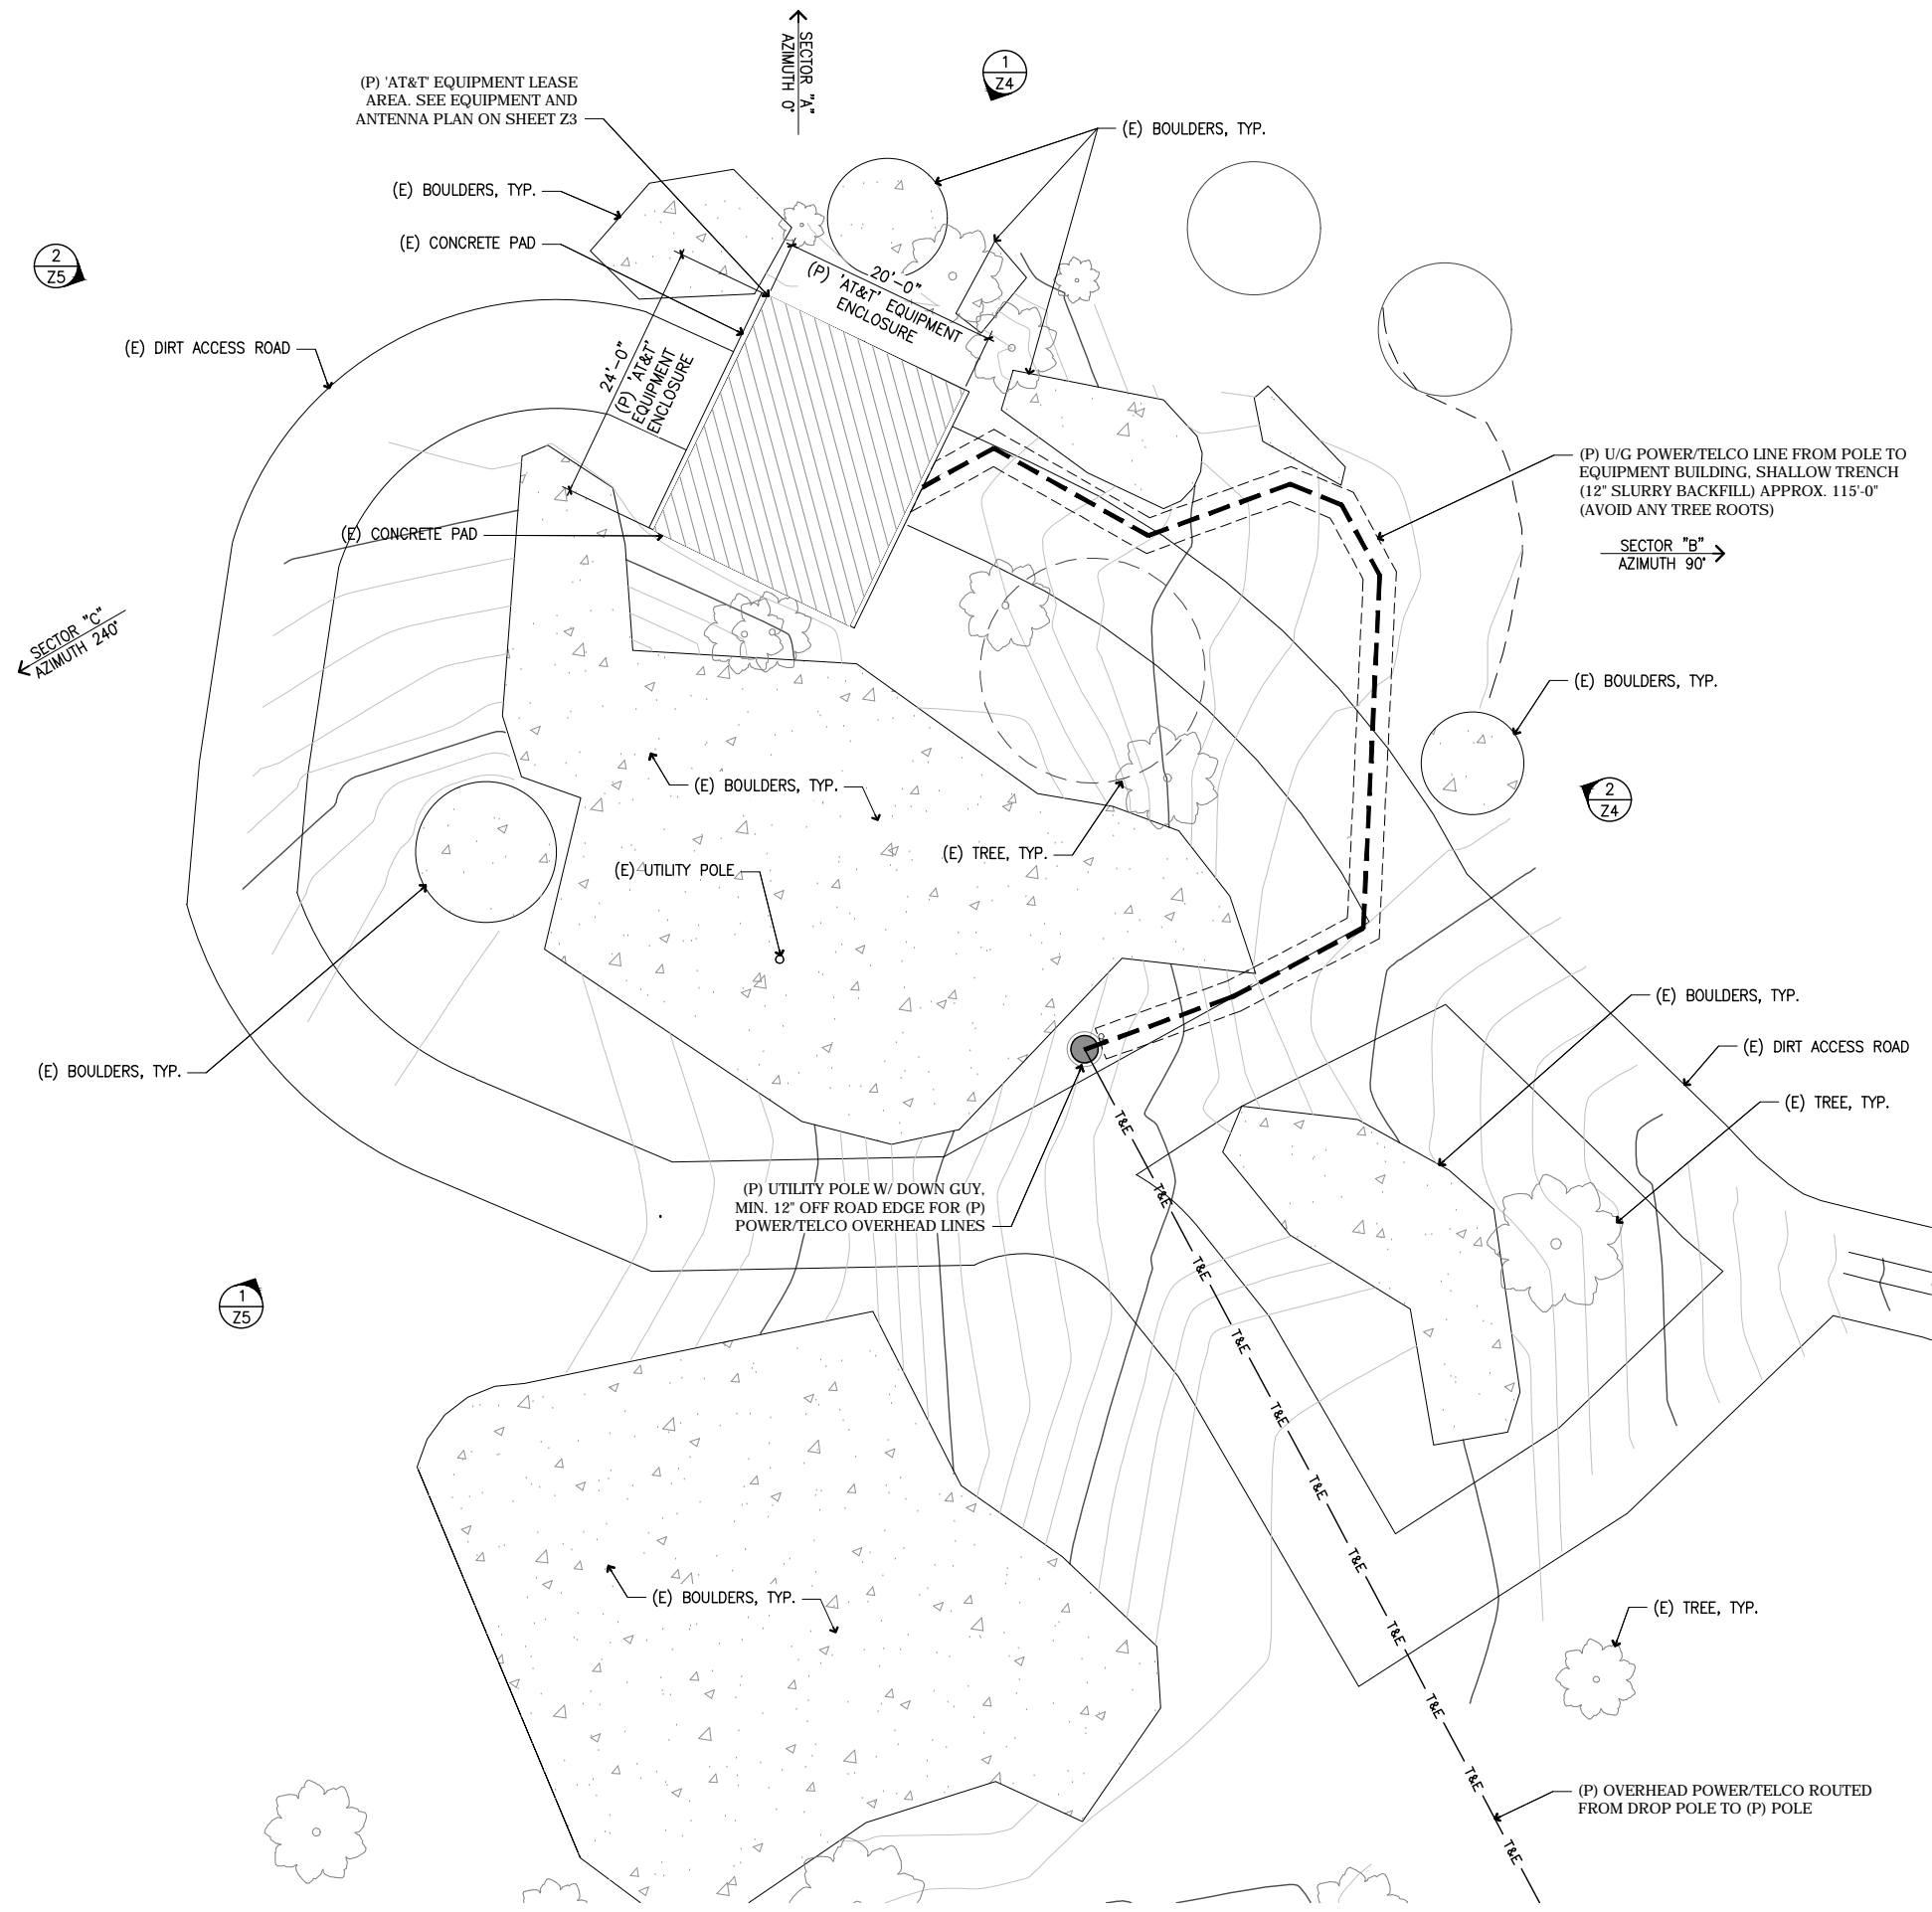 SECTOR "A"
AZIMUTH 0°
1
Z4
(P) 'AT&T' EQUIPMENT LEASE
AREA. SEE EQUIPMENT AND
ANTENNA PLAN ON SHEET Z3
(E) BOULDERS, TYP.
(E) BOULDERS, TYP.
(E) CONCRETE PAD
2
Z5
20'-0"
(P) 'AT&T' EQUIPMENT
ENCLOSURE
(E) DIRT ACCESS ROAD
24'-0"
(P) 'AT&T'
EQUIPMENT
ENCLOSURE
(P) U/G POWER/TELCO LINE FROM POLE TO
EQUIPMENT BUILDING, SHALLOW TRENCH
(12" SLURRY BACKFILL) APPROX. 115'-0"
(AVOID ANY TREE ROOTS)
(E) CONCRETE PAD
SECTOR "B"
AZIMUTH 90°
SECTOR "C"
AZIMUTH 240°
(E) BOULDERS, TYP.
(E) BOULDERS, TYP.
2
Z4
(E) TREE, TYP.
(E) UTILITY POLE
(E) BOULDERS, TYP.
(E) DIRT ACCESS ROAD
(E) BOULDERS, TYP.
(E) TREE, TYP.
T&E
T&E
(P) UTILITY POLE W/ DOWN GUY,
MIN. 12" OFF ROAD EDGE FOR (P)
POWER/TELCO OVERHEAD LINES
T&E
1
Z5
T&E
T&E
T&E
T&E
(E) BOULDERS, TYP.
(E) TREE, TYP.
T&E
T&E
T&E
(P) OVERHEAD POWER/TELCO ROUTED
FROM DROP POLE TO (P) POLE
T&E